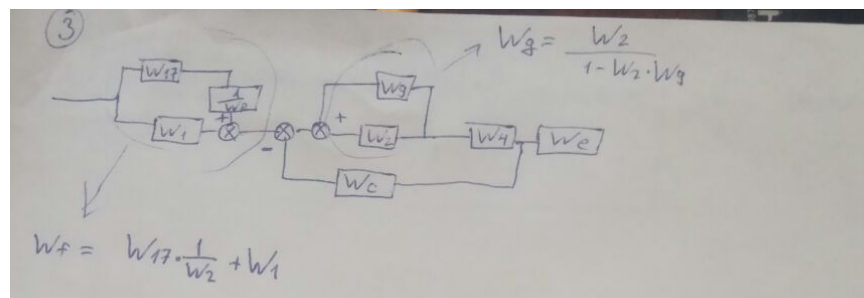 3
Wg = W2 / 1 - W2 · W9
W17
W9
1 / W2
+
+
W1
W2
W4
We
-
Wc
Wf = W17 · 1 / W2 + W1